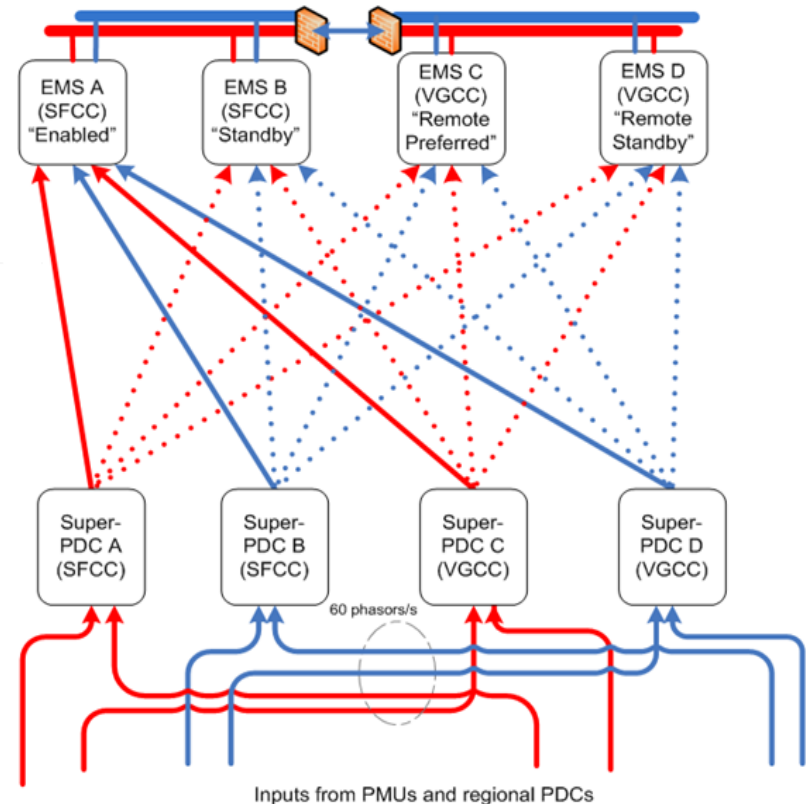 EMS A
(SFCC)
“Enabled”
EMS B
(SFCC)
“Standby”
EMS C
(VGCC)
“Remote
Preferred”
EMS D
(VGCC)
“Remote
Standby”
Super-
PDC A
(SFCC)
Super-
PDC B
(SFCC)
Super-
PDC C
(VGCC)
Super-
PDC D
(VGCC)
60 phasors/s
Inputs from PMUs and regional PDCs